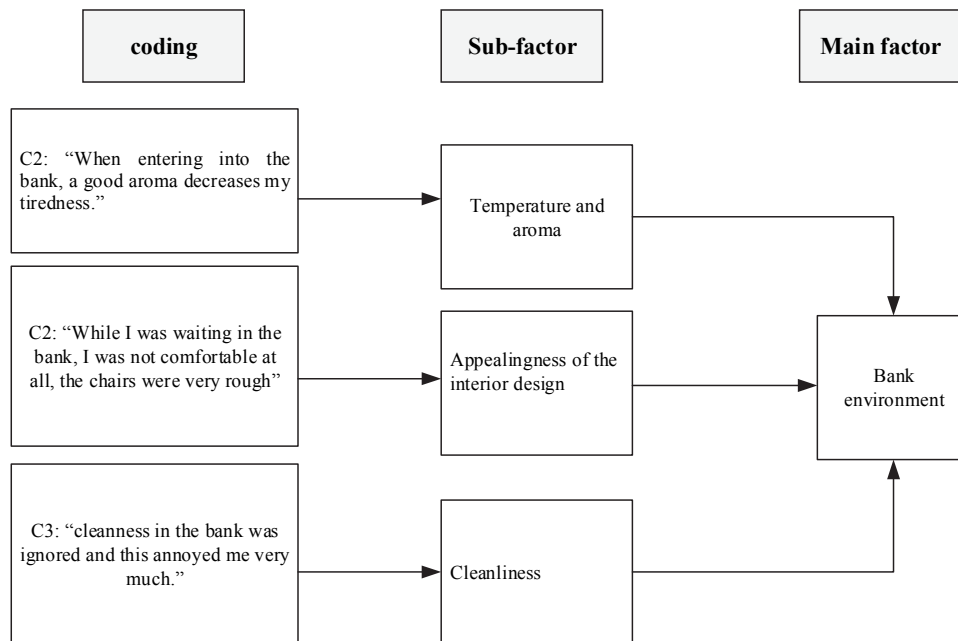 coding
Sub-factor
Main factor
C2: “When entering into the
bank, a good aroma decreases my
tiredness.”
Temperature and
aroma
C2: “While I was waiting in the
bank, I was not comfortable at
all, the chairs were very rough”
Appealingness of the
interior design
Bank
environment
C3: “cleanness in the bank was
ignored and this annoyed me very
much.”
Cleanliness